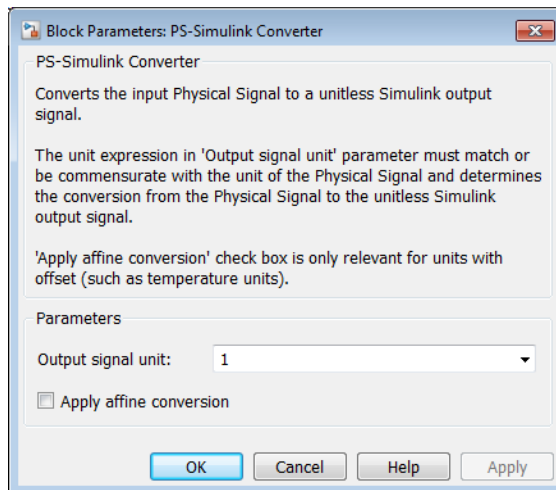 Block Parameters: PS-Simulink Converter
PS-Simulink Converter
Converts the input Physical Signal to a unitless Simulink output
signal.
The unit expression in 'Output signal unit' parameter must match or
be commensurate with the unit of the Physical Signal and determines
the conversion from the Physical Signal to the unitless Simulink
output signal.
'Apply affine conversion' check box is only relevant for units with
offset (such as temperature units).
Parameters
Output signal unit: 1
Apply affine conversion
OK Cancel Help Apply